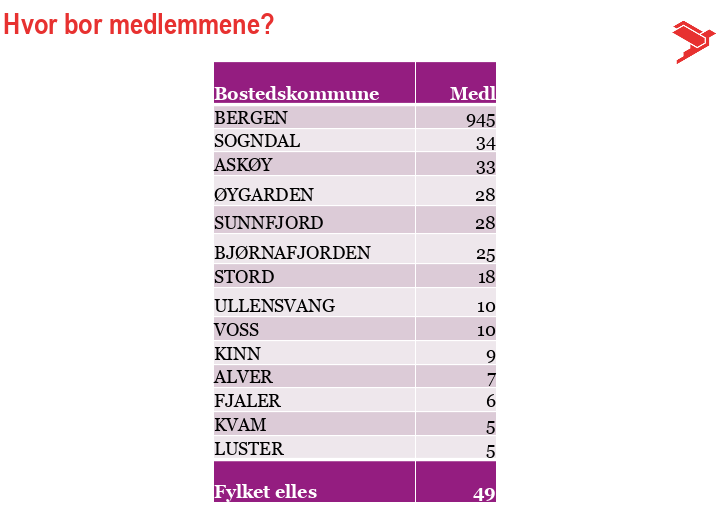 Hvor bor medlemmene?
Bostedskommune Medl
BERGEN 945
SOGNDAL 34
ASKØY 33
ØYGARDEN 28
SUNNFJORD 28
BJØRNAFJORDEN 25
STORD 18
ULLENSVANG 10
VOSS 10
KINN 9
ALVER 7
FJALER 6
KVAM 5
LUSTER 5
Fylket elles 49